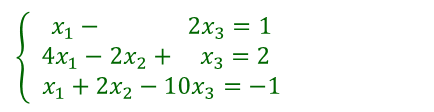 x₁ − 2x₃ = 1
4x₁ − 2x₂ + x₃ = 2
x₁ + 2x₂ − 10x₃ = −1